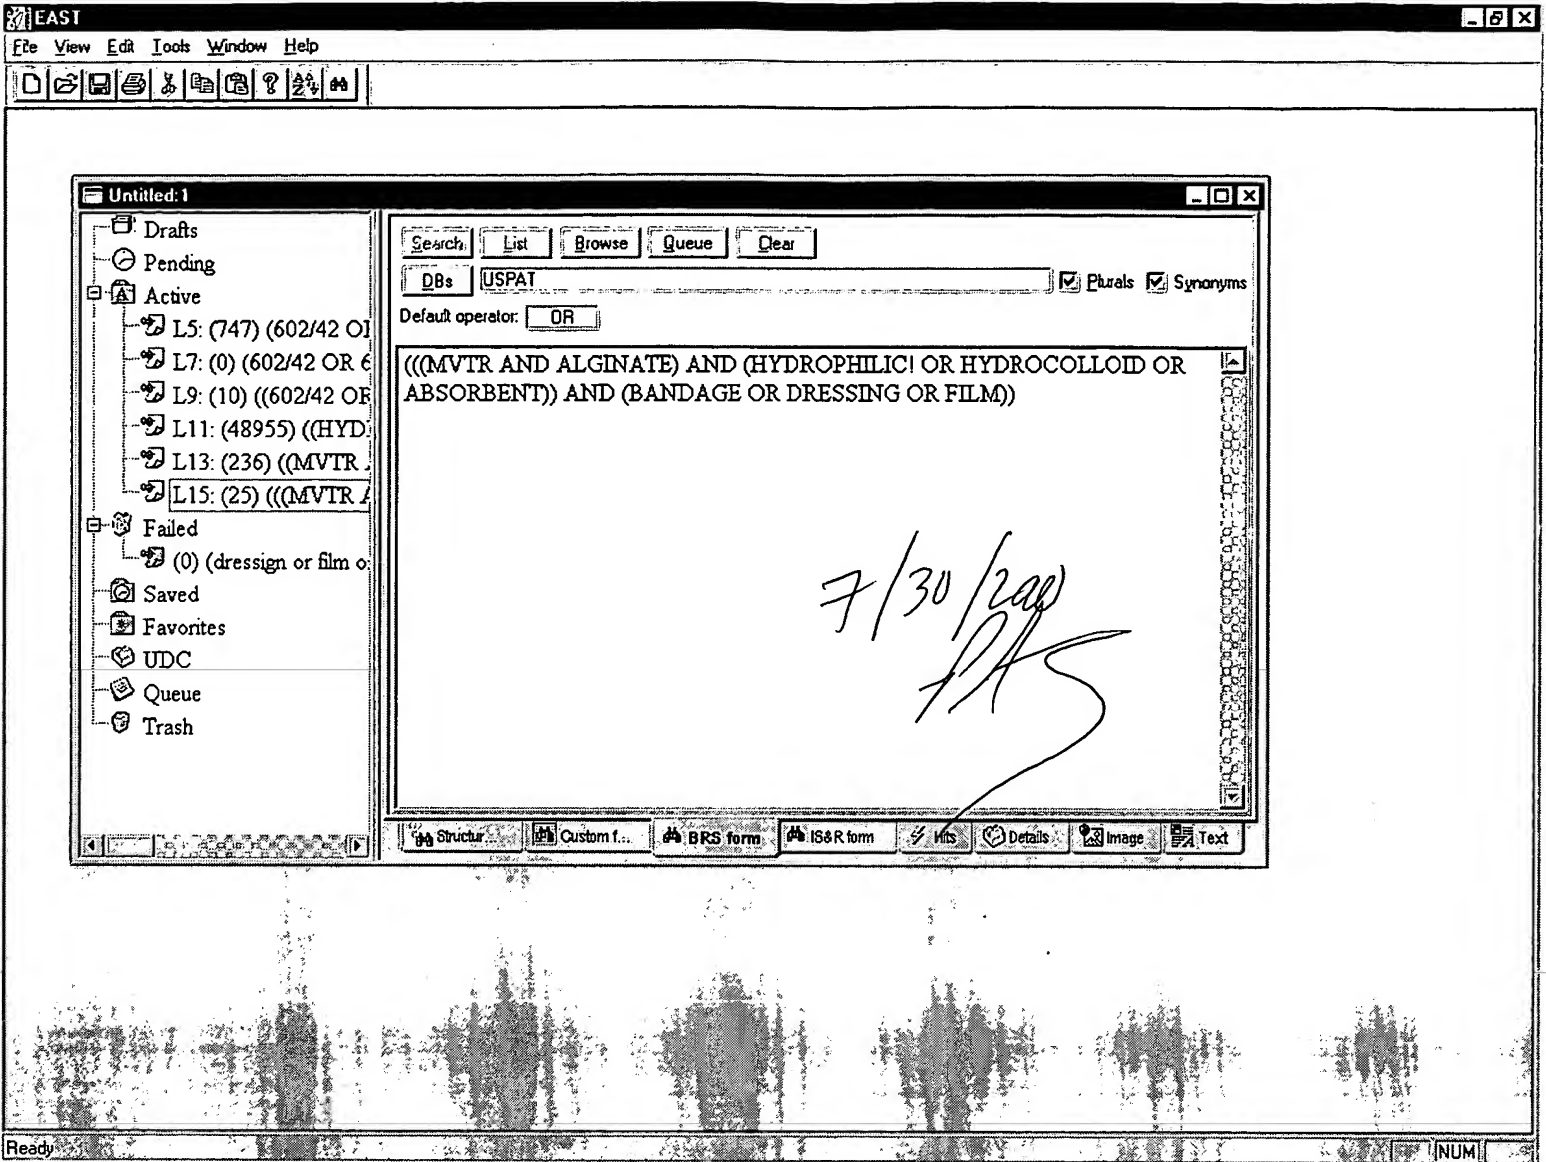 EAST
File View Edit Tools Window Help
Untitled:1
Drafts
Pending
Active
L5: (747) (602/42 OI
L7: (0) (602/42 OR 6
L9: (10) ((602/42 OR
L11: (48955) ((HYD
L13: (236) ((MVTR
L15: (25) (((MVTR A
Failed
(0) (dressign or film o
Saved
Favorites
UDC
Queue
Trash
Search List Browse Queue Clear
DBs USPAT Plurals Synonyms
Default operator: OR
(((MVTR AND ALGINATE) AND (HYDROPHILIC! OR HYDROCOLLOID OR
ABSORBENT)) AND (BANDAGE OR DRESSING OR FILM))
7/30/200
Structur... Custom f... BRS form IS&R form Hits Details Image Text
Ready NUM